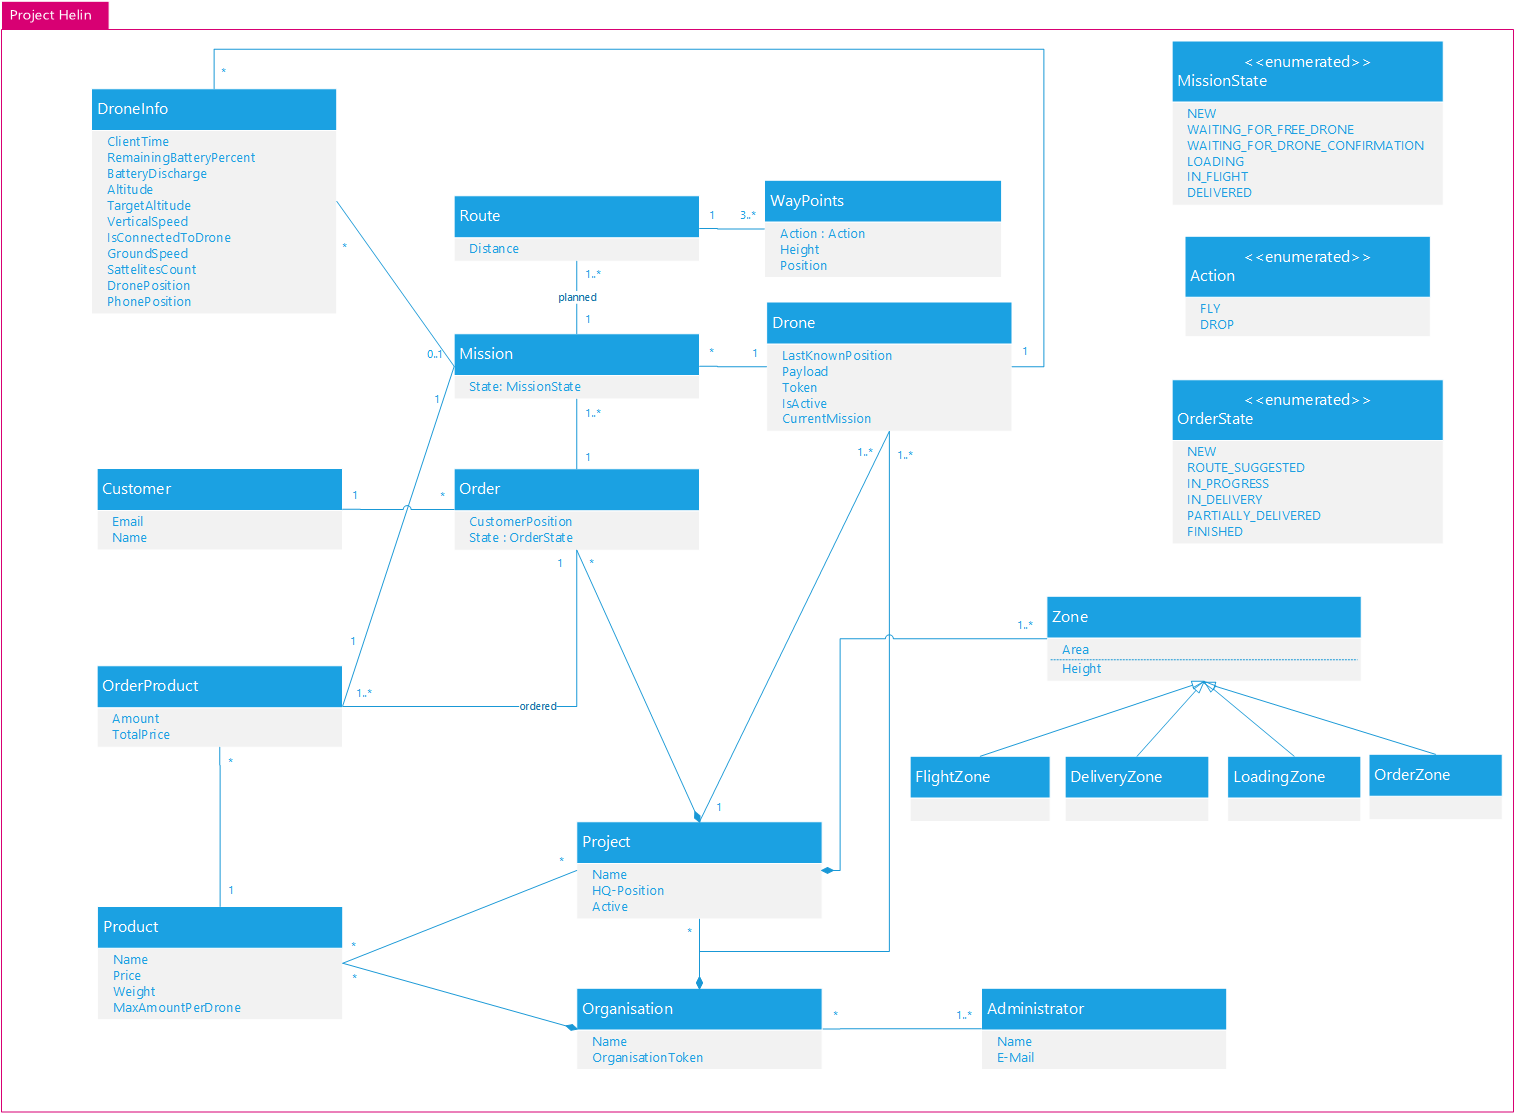 Project Helin
*
DroneInfo
ClientTime
RemainingBatteryPercent
BatteryDischarge
Altitude
TargetAltitude
VerticalSpeed
IsConnectedToDrone
GroundSpeed
SattelitesCount
DronePosition
PhonePosition
*
0..1
Route
Distance
1
3..*
WayPoints
Action : Action
Height
Position
1..*
planned
1
Mission
State: MissionState
*
1
Drone
LastKnownPosition
Payload
Token
IsActive
CurrentMission
1
1
1..*
1
1..*
1..*
Customer
Email
Name
1
*
Order
CustomerPosition
State : OrderState
1
*
1
1..*
ordered
OrderProduct
Amount
TotalPrice
*
1
Product
Name
Price
Weight
MaxAmountPerDrone
*
*
*
1
Project
Name
HQ-Position
Active
*
Organisation
Name
OrganisationToken
*
1..*
Administrator
Name
E-Mail
<<enumerated>>
MissionState
NEW
WAITING_FOR_FREE_DRONE
WAITING_FOR_DRONE_CONFIRMATION
LOADING
IN_FLIGHT
DELIVERED
<<enumerated>>
Action
FLY
DROP
<<enumerated>>
OrderState
NEW
ROUTE_SUGGESTED
IN_PROGRESS
IN_DELIVERY
PARTIALLY_DELIVERED
FINISHED
1..*
Zone
Area
Height
FlightZone
DeliveryZone
LoadingZone
OrderZone